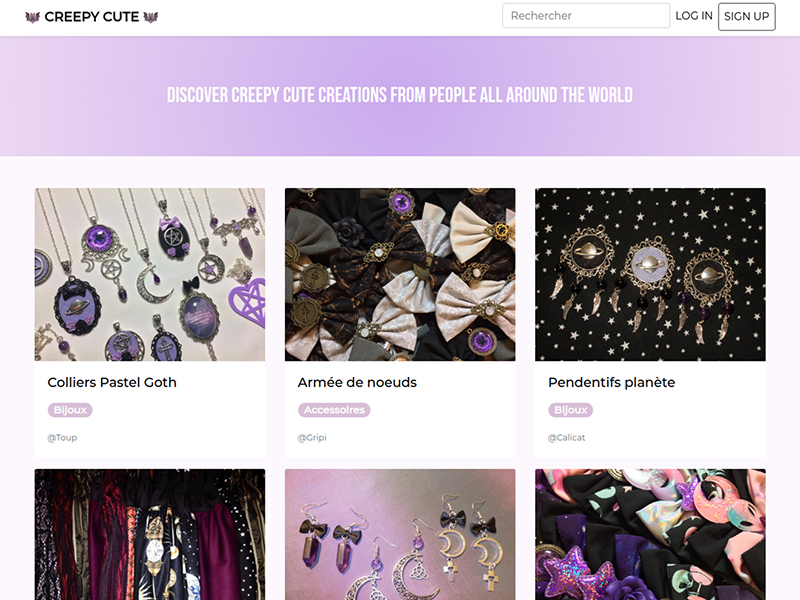 CREEPY CUTE
Rechercher
LOG IN
SIGN UP
DISCOVER CREEPY CUTE CREATIONS FROM PEOPLE ALL AROUND THE WORLD
Colliers Pastel Goth
Bijoux
@Toup
Armée de noeuds
Accessoires
@Gripi
Pendentifs planète
Bijoux
@Calicat